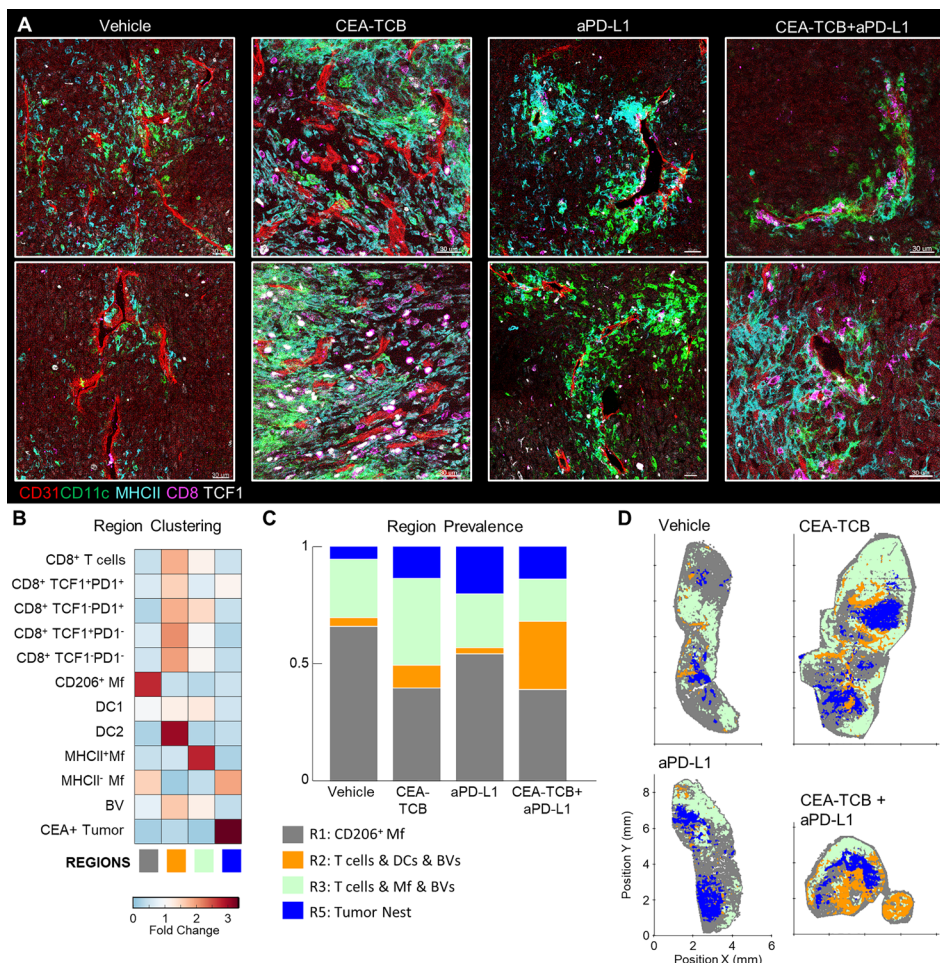 A
Vehicle
CEA-TCB
aPD-L1
CEA-TCB+aPD-L1
30 um
30 um
30 um
30 um
30 um
30 um
CD31 CD11c MHCII CD8 TCF1
B
Region Clustering
CD8⁺ T cells
CD8⁺ TCF1⁺PD1⁺
CD8⁺ TCF1⁻PD1⁺
CD8⁺ TCF1⁺PD1⁻
CD8⁺ TCF1⁻PD1⁻
CD206⁺ Mf
DC1
DC2
MHCII⁺Mf
MHCII⁻ Mf
BV
CEA+ Tumor
REGIONS
0 1 2 3
Fold Change
C
Region Prevalence
1
0.5
0
Vehicle
CEA-TCB
aPD-L1
CEA-TCB+ aPD-L1
R1: CD206⁺ Mf
R2: T cells & DCs & BVs
R3: T cells & Mf & BVs
R5: Tumor Nest
D
Vehicle
CEA-TCB
aPD-L1
CEA-TCB +
aPD-L1
Position Y (mm)
8
6
4
2
0
0 2 4 6
Position X (mm)